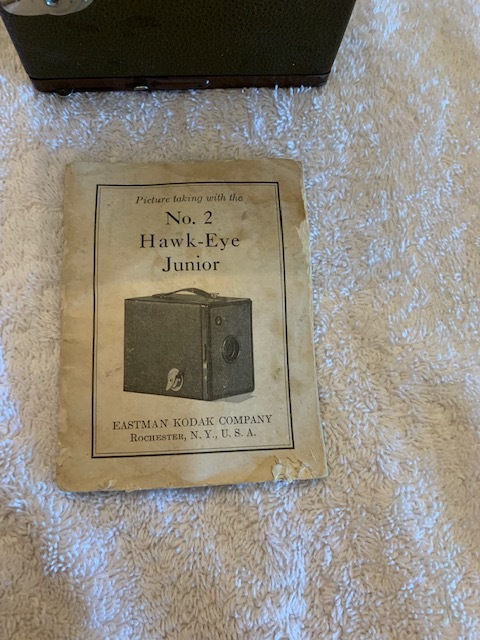 Picture taking with the
No. 2
Hawk-Eye
Junior
EASTMAN KODAK COMPANY
ROCHESTER, N. Y., U. S. A.